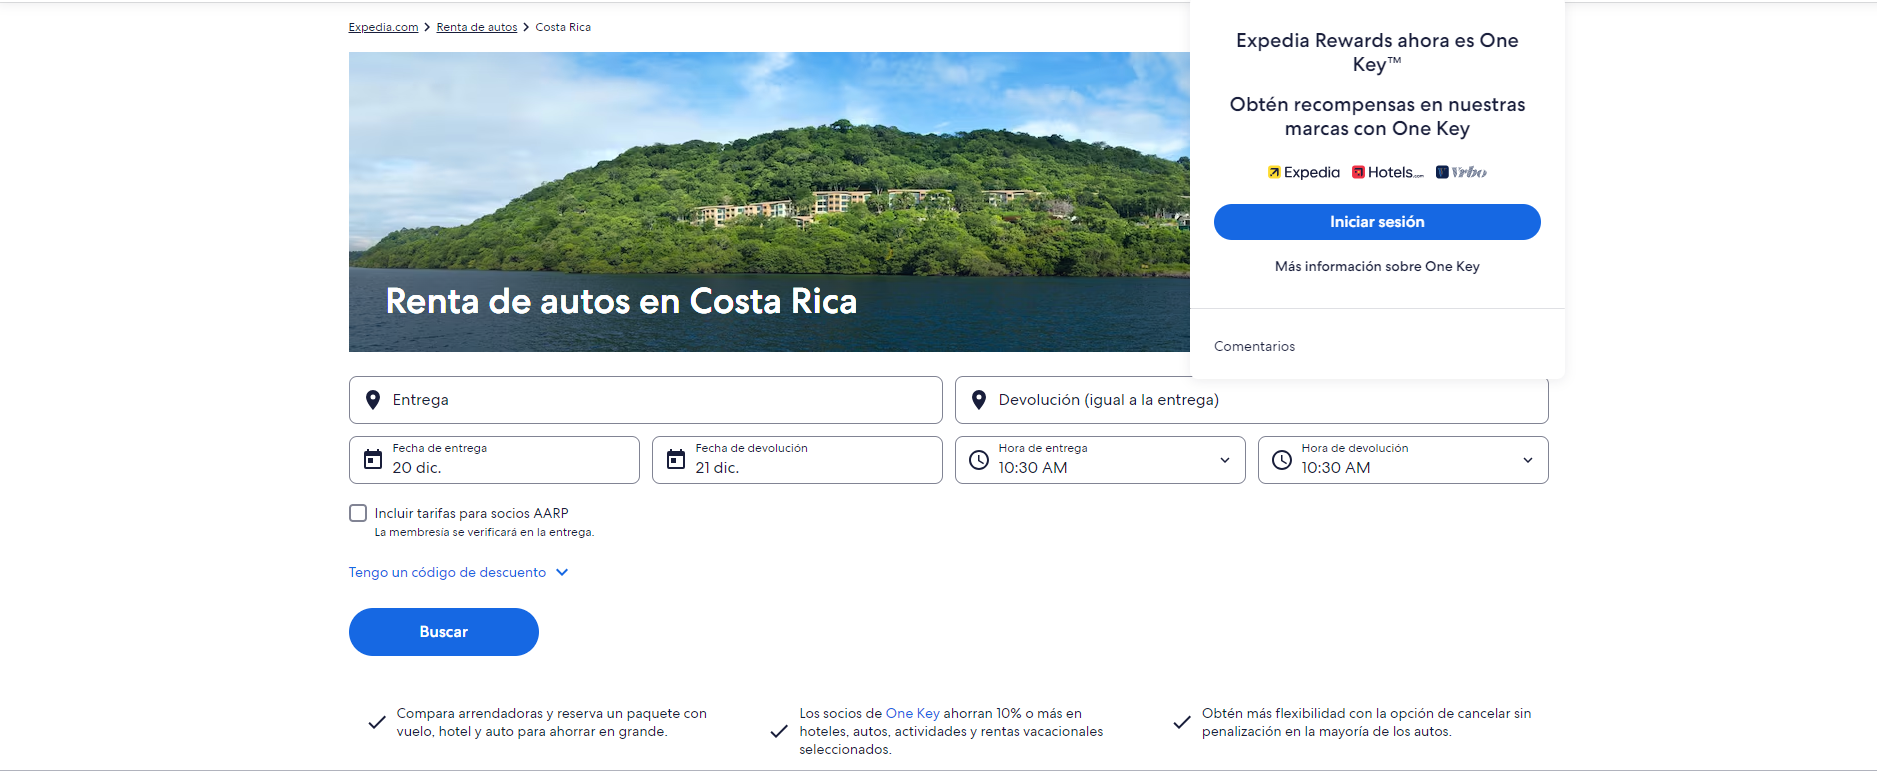 Expedia.com > Renta de autos > Costa Rica
Renta de autos en Costa Rica
Expedia Rewards ahora es One
Key™
Obtén recompensas en nuestras
marcas con One Key
Expedia Hotels.com Vrbo
Iniciar sesión
Más información sobre One Key
Comentarios
Entrega
Devolución (igual a la entrega)
Fecha de entrega
20 dic.
Fecha de devolución
21 dic.
Hora de entrega
10:30 AM
Hora de devolución
10:30 AM
Incluir tarifas para socios AARP
La membresía se verificará en la entrega.
Tengo un código de descuento
Buscar
Compara arrendadoras y reserva un paquete con
vuelo, hotel y auto para ahorrar en grande.
Los socios de One Key ahorran 10% o más en
hoteles, autos, actividades y rentas vacacionales
seleccionados.
Obtén más flexibilidad con la opción de cancelar sin
penalización en la mayoría de los autos.